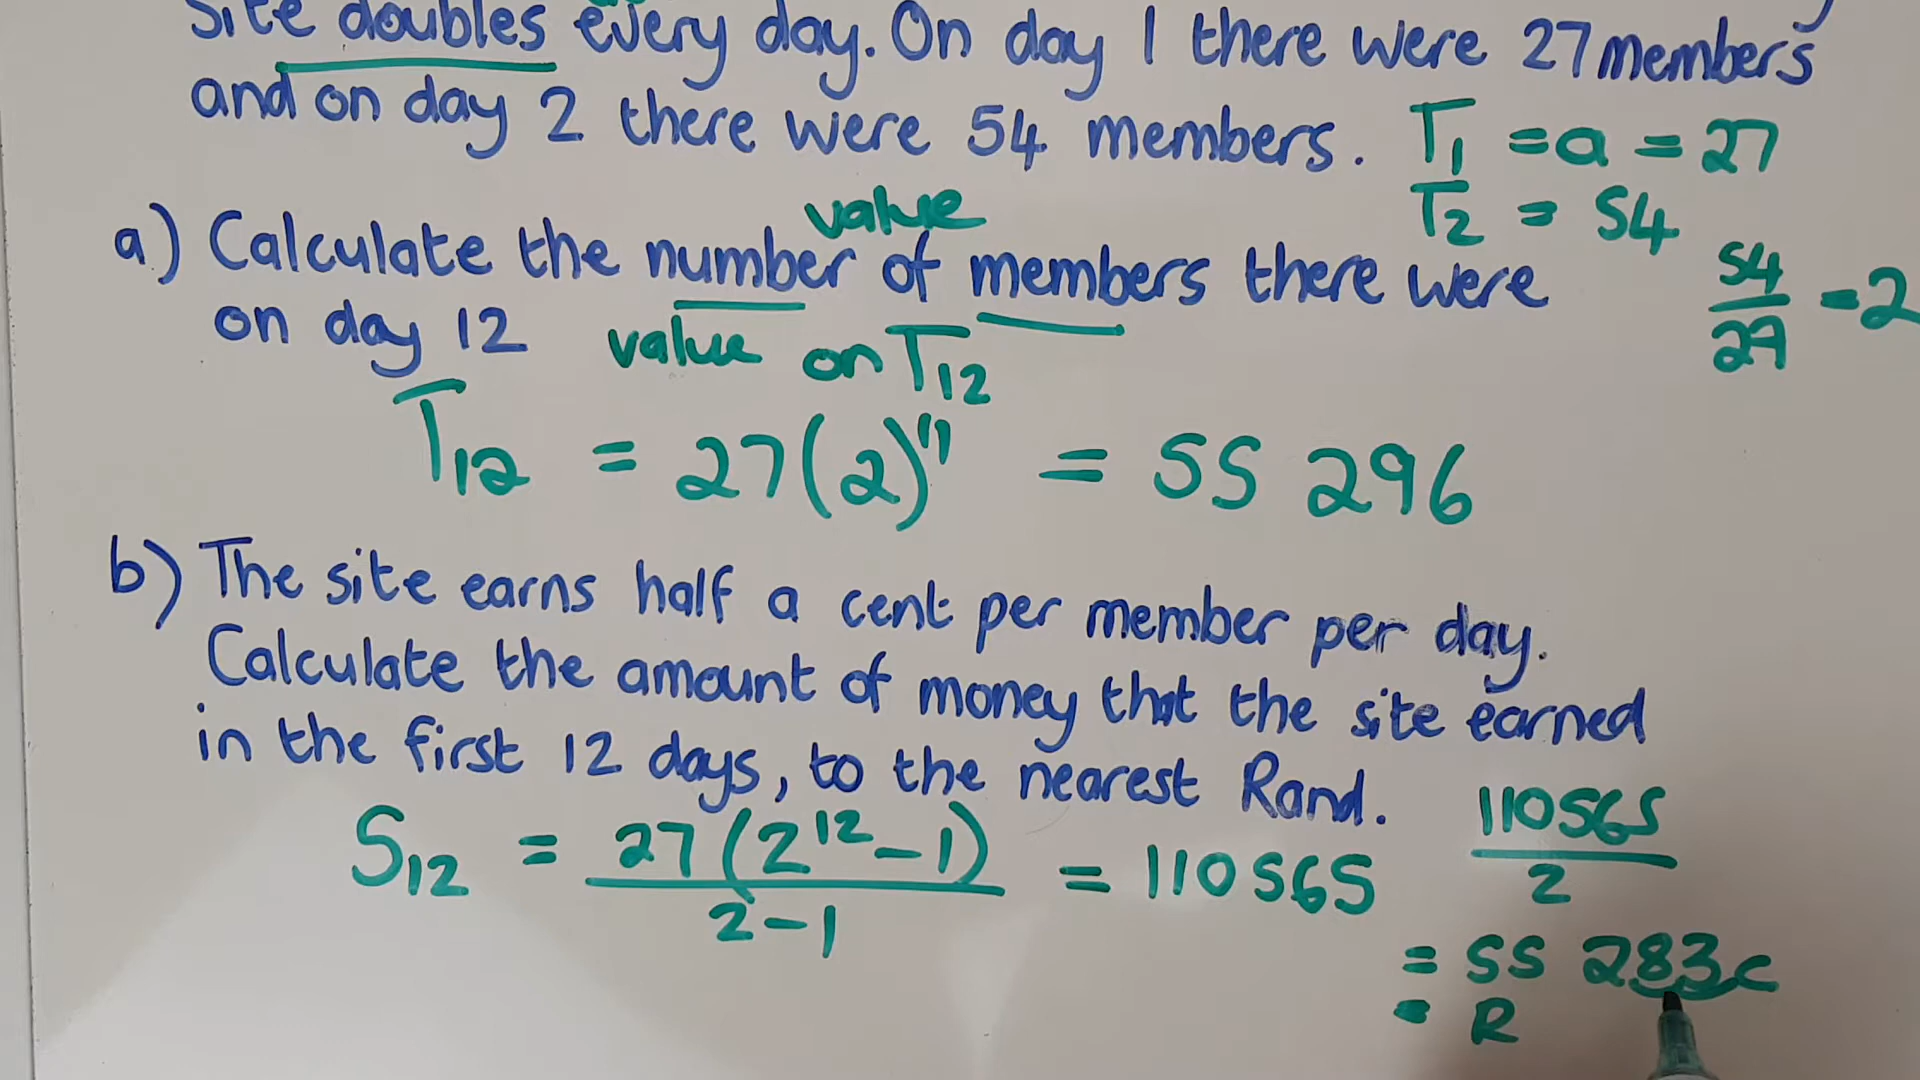 Site doubles every day. On day 1 there were 27 members
and on day 2 there were 54 members.
T1 = a = 27
T2 = 54
54/27 = 2
value
a) Calculate the number of members there were
on day 12
value on T12
T12 = 27(2)^11 = 55 296
b) The site earns half a cent per member per day.
Calculate the amount of money that the site earned
in the first 12 days, to the nearest Rand.
S12 = 27(2^12-1)/2-1 = 110565
110565/2
= 55 283c
= R